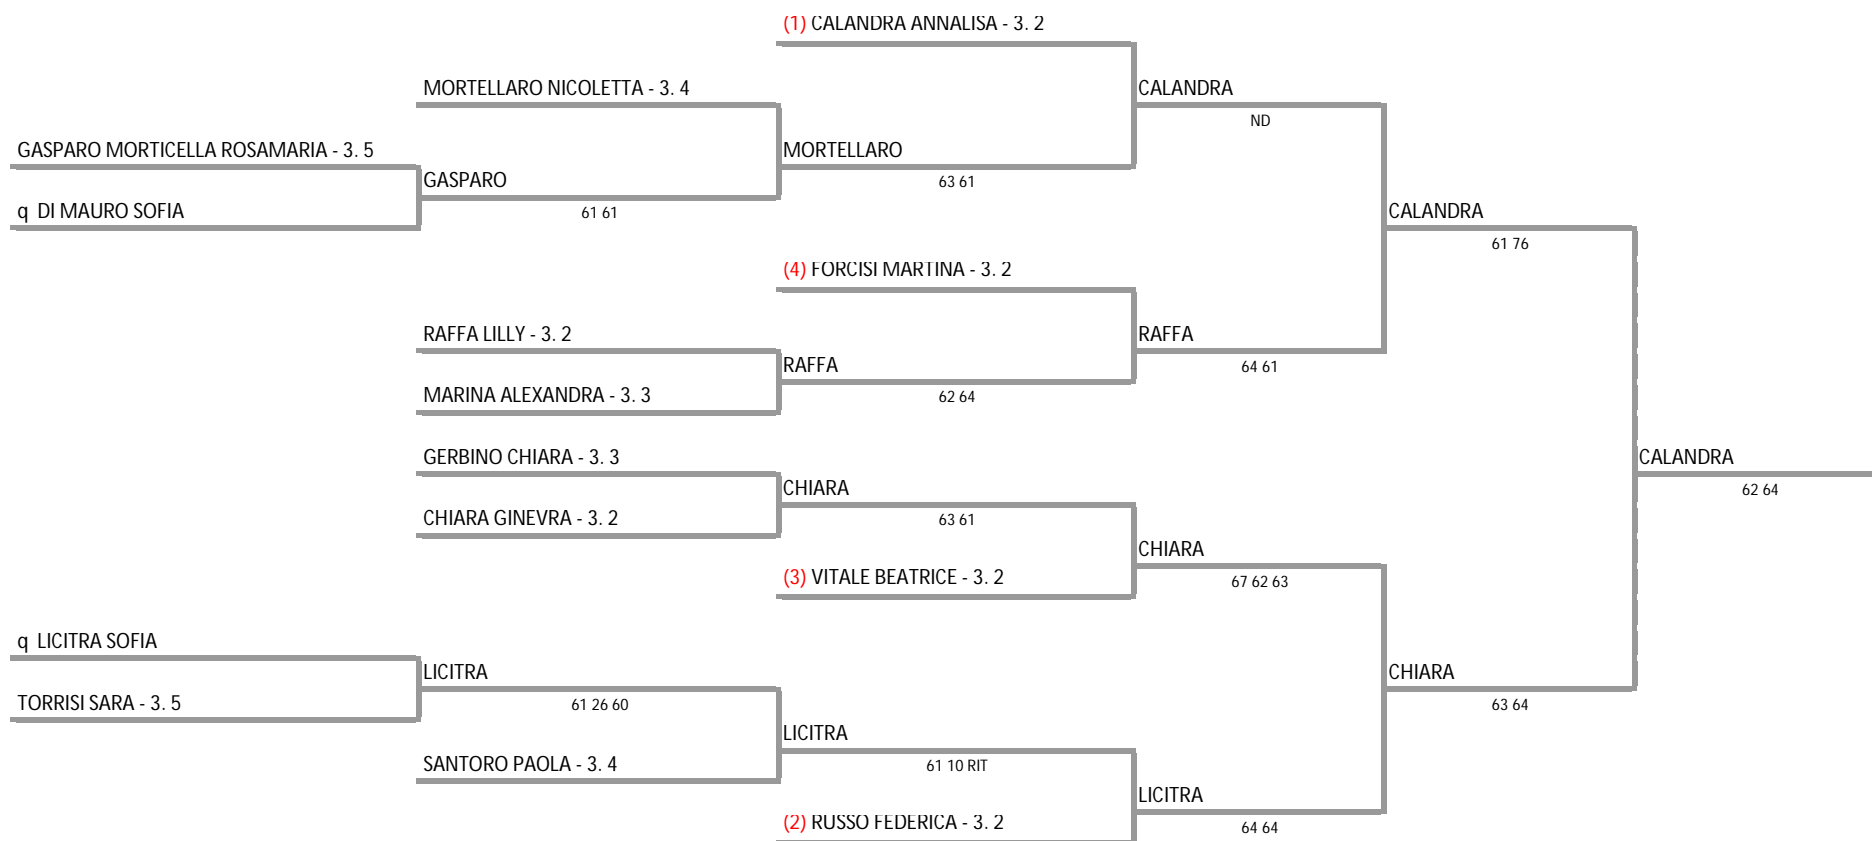 (1) CALANDRA ANNALISA - 3. 2
MORTELLARO NICOLETTA - 3. 4
CALANDRA
ND
GASPARO MORTICELLA ROSAMARIA - 3. 5
MORTELLARO
63 61
GASPARO
61 61
q DI MAURO SOFIA
CALANDRA
61 76
(4) FORCISI MARTINA - 3. 2
RAFFA LILLY - 3. 2
RAFFA
64 61
RAFFA
62 64
MARINA ALEXANDRA - 3. 3
GERBINO CHIARA - 3. 3
CALANDRA
62 64
CHIARA
63 61
CHIARA GINEVRA - 3. 2
CHIARA
67 62 63
(3) VITALE BEATRICE - 3. 2
q LICITRA SOFIA
LICITRA
61 26 60
CHIARA
63 64
TORRISI SARA - 3. 5
LICITRA
61 10 RIT
SANTORO PAOLA - 3. 4
LICITRA
64 64
(2) RUSSO FEDERICA - 3. 2